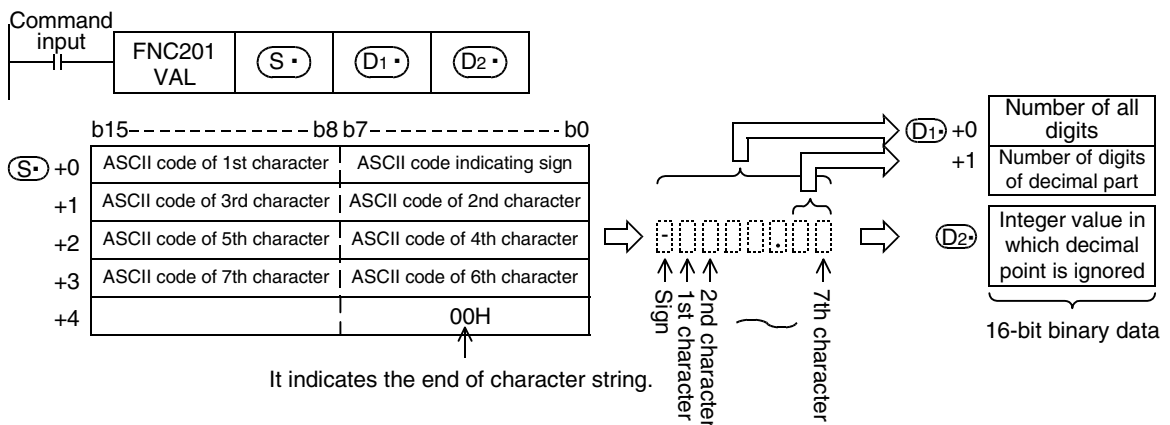 Command
input
FNC201
VAL
S・
D1・
D2・
b15 b8 b7 b0
S・ +0 ASCII code of 1st character ASCII code indicating sign
+1 ASCII code of 3rd character ASCII code of 2nd character
+2 ASCII code of 5th character ASCII code of 4th character
+3 ASCII code of 7th character ASCII code of 6th character
+4 00H
It indicates the end of character string.
- .
Sign
1st character
2nd character
7th character
D1・ +0 Number of all
digits
+1 Number of digits
of decimal part
D2・ Integer value in
which decimal
point is ignored
16-bit binary data